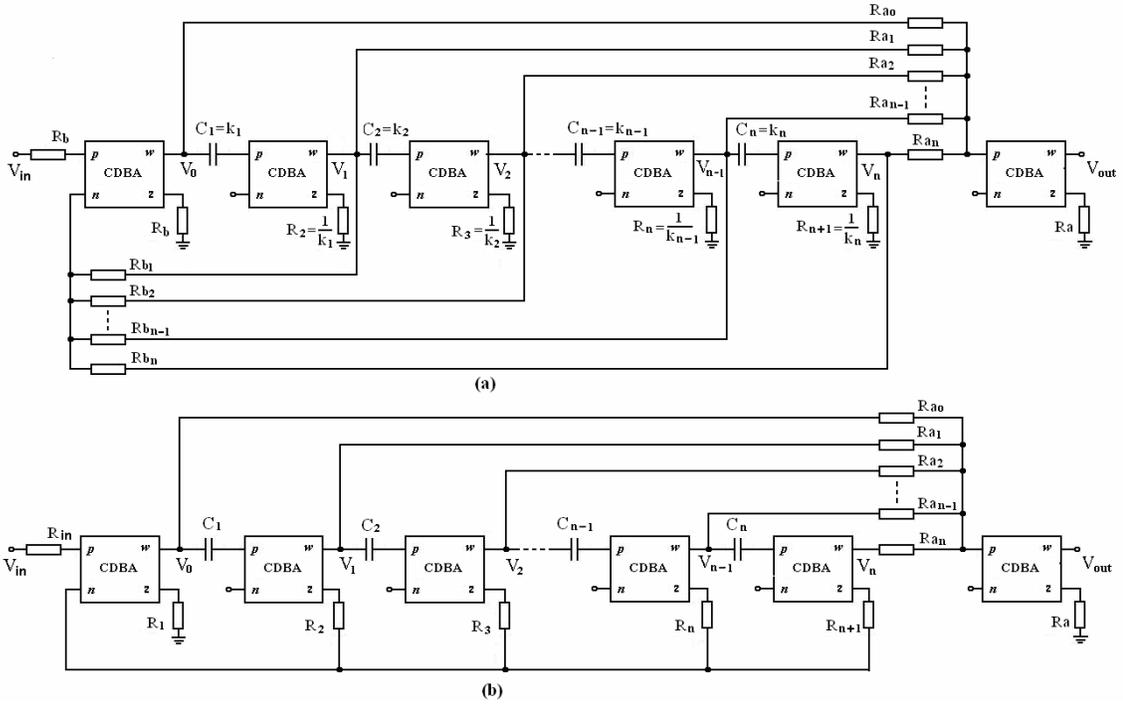 Rao
Ra1
Ra2
Ran-1
Ran
Rb
Vin
p w CDBA n z
V0
Rb
C1=k1
p w CDBA n z
V1
R2=1/k1
C2=k2
p w CDBA n z
V2
R3=1/k2
Cn-1=kn-1
p w CDBA n z
Vn-1
Rn=1/kn-1
Cn=kn
p w CDBA n z
Vn
Rn+1=1/kn
p w CDBA n z
Vout
Ra
Rb1
Rb2
Rbn-1
Rbn
(a)
Rao
Ra1
Ra2
Ran-1
Ran
Rin
Vin
p w CDBA n z
V0
R1
C1
p w CDBA n z
V1
R2
C2
p w CDBA n z
V2
R3
Cn-1
p w CDBA n z
Vn-1
Rn
Cn
p w CDBA n z
Vn
Rn+1
p w CDBA n z
Vout
Ra
(b)